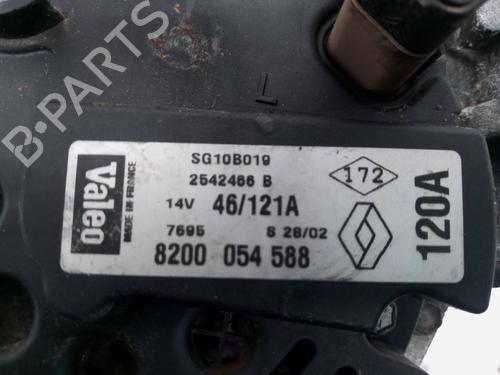 B-PARTS
L
Valeo
MADE IN FRANCE
SG10B019
2542466 B
14V 46/121A
7695 S 28/02
8200 054 588
172
120A